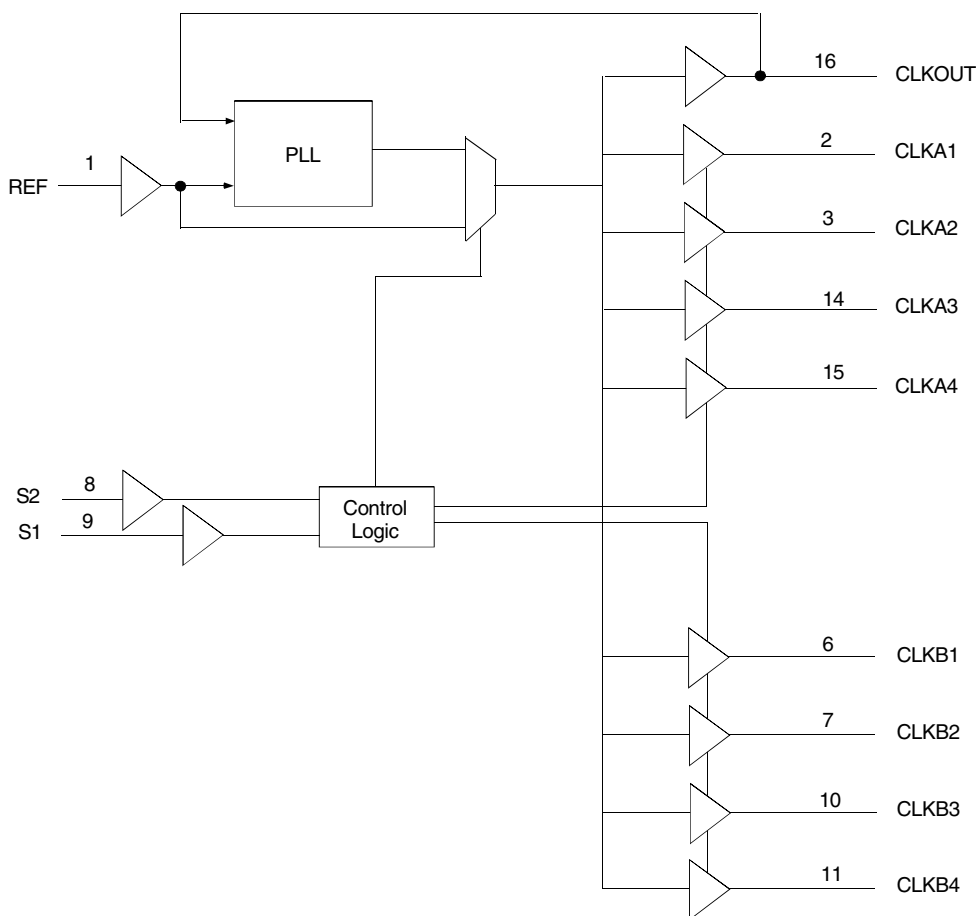 16
CLKOUT
PLL
1
REF
2
CLKA1
3
CLKA2
14
CLKA3
15
CLKA4
S2
8
S1
9
Control
Logic
6
CLKB1
7
CLKB2
10
CLKB3
11
CLKB4